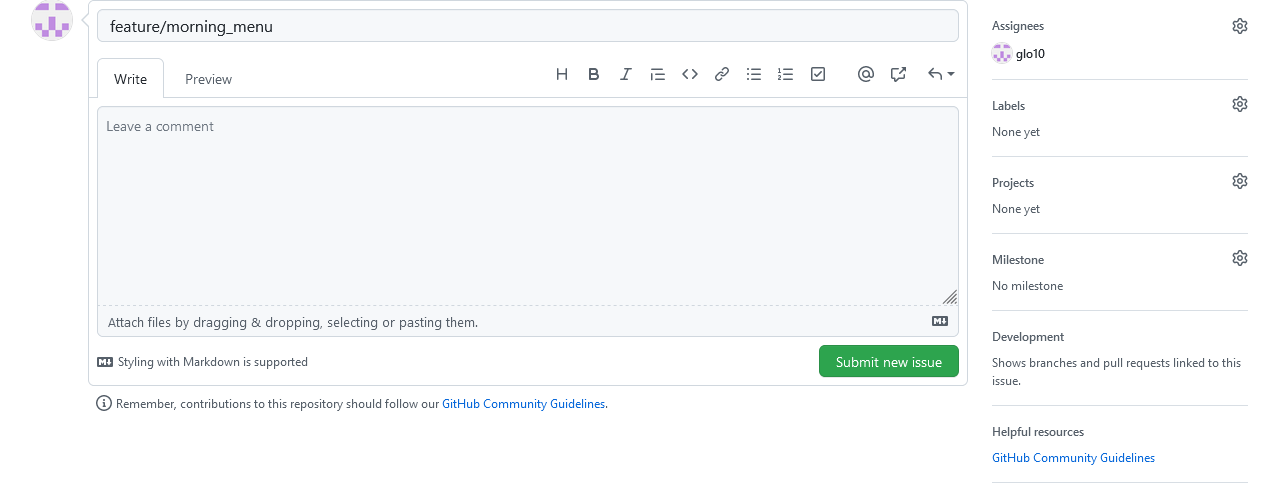 feature/morning_menu
Write
Preview
Leave a comment
Attach files by dragging & dropping, selecting or pasting them.
Styling with Markdown is supported
Submit new issue
Remember, contributions to this repository should follow our GitHub Community Guidelines.
Assignees
glo10
Labels
None yet
Projects
None yet
Milestone
No milestone
Development
Shows branches and pull requests linked to this
issue.
Helpful resources
GitHub Community Guidelines